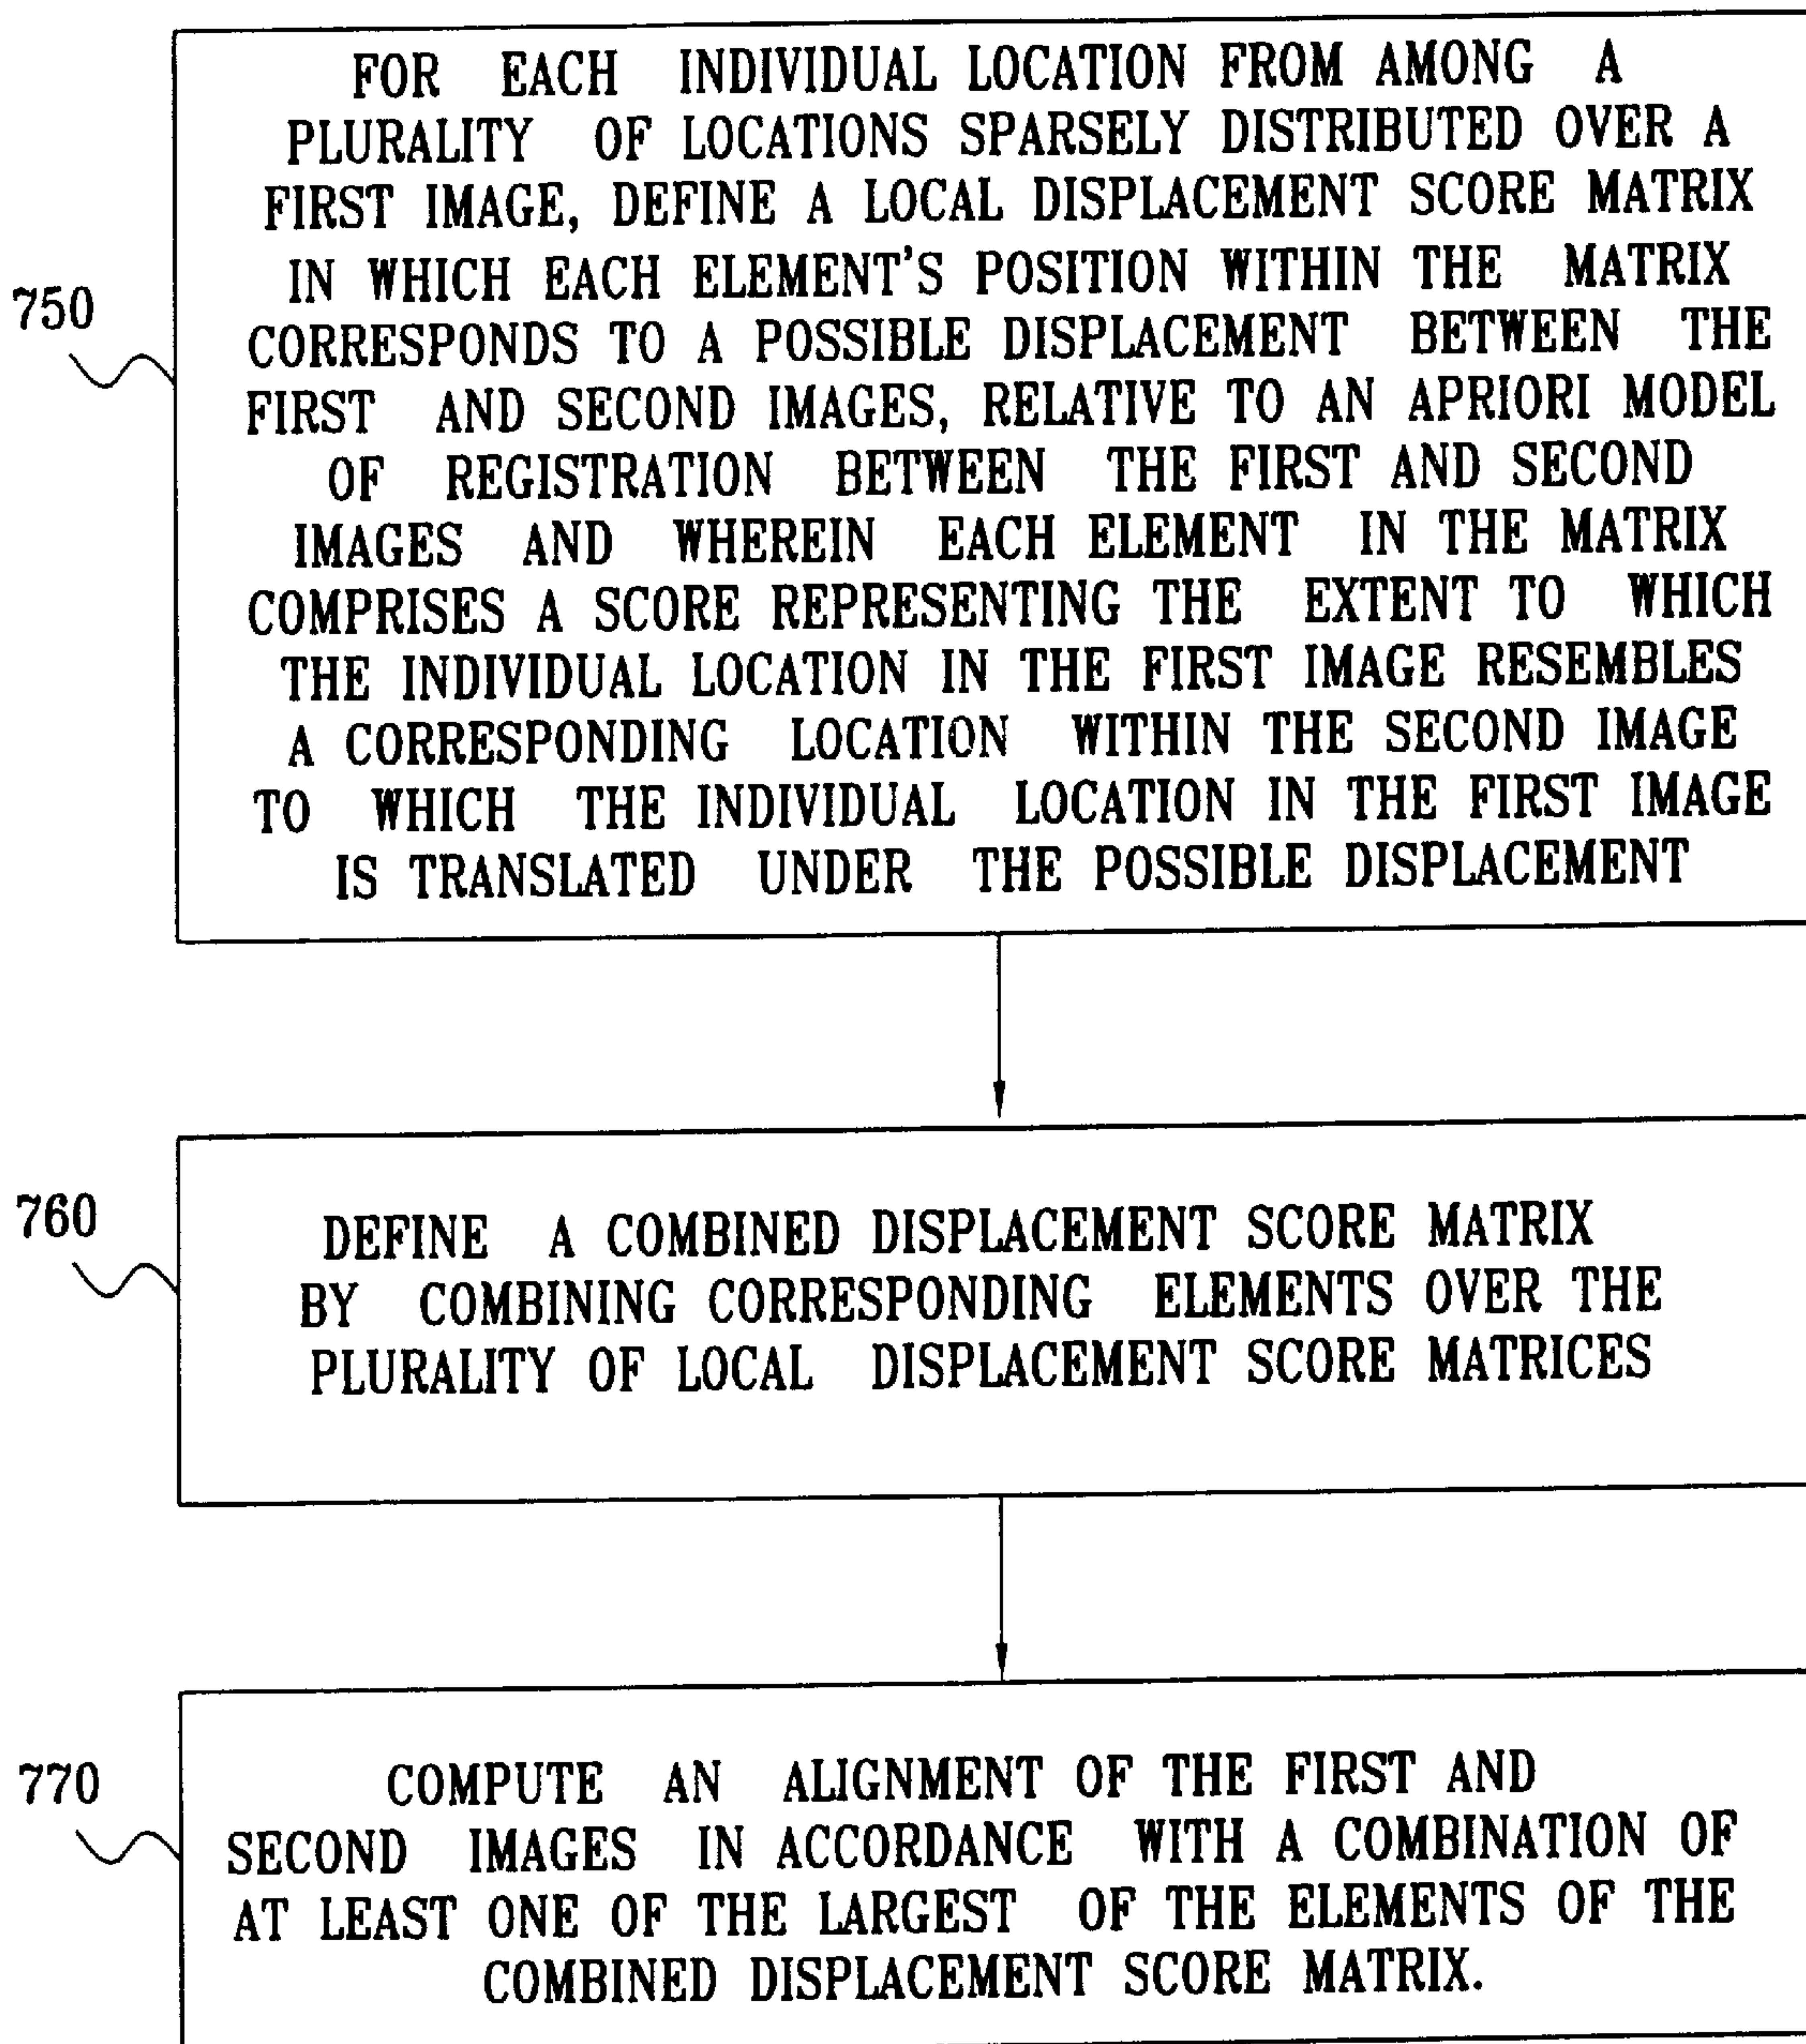 FOR EACH INDIVIDUAL LOCATION FROM AMONG A
PLURALITY OF LOCATIONS SPARSELY DISTRIBUTED OVER A
FIRST IMAGE, DEFINE A LOCAL DISPLACEMENT SCORE MATRIX
IN WHICH EACH ELEMENT'S POSITION WITHIN THE MATRIX
750
CORRESPONDS TO A POSSIBLE DISPLACEMENT BETWEEN THE
FIRST AND SECOND IMAGES, RELATIVE TO AN APRIORI MODEL
OF REGISTRATION BETWEEN THE FIRST AND SECOND
IMAGES AND WHEREIN EACH ELEMENT IN THE MATRIX
COMPRISES A SCORE REPRESENTING THE EXTENT TO WHICH
THE INDIVIDUAL LOCATION IN THE FIRST IMAGE RESEMBLES
A CORRESPONDING LOCATION WITHIN THE SECOND IMAGE
TO WHICH THE INDIVIDUAL LOCATION IN THE FIRST IMAGE
IS TRANSLATED UNDER THE POSSIBLE DISPLACEMENT
760
DEFINE A COMBINED DISPLACEMENT SCORE MATRIX
BY COMBINING CORRESPONDING ELEMENTS OVER THE
PLURALITY OF LOCAL DISPLACEMENT SCORE MATRICES
770
COMPUTE AN ALIGNMENT OF THE FIRST AND
SECOND IMAGES IN ACCORDANCE WITH A COMBINATION OF
AT LEAST ONE OF THE LARGEST OF THE ELEMENTS OF THE
COMBINED DISPLACEMENT SCORE MATRIX.